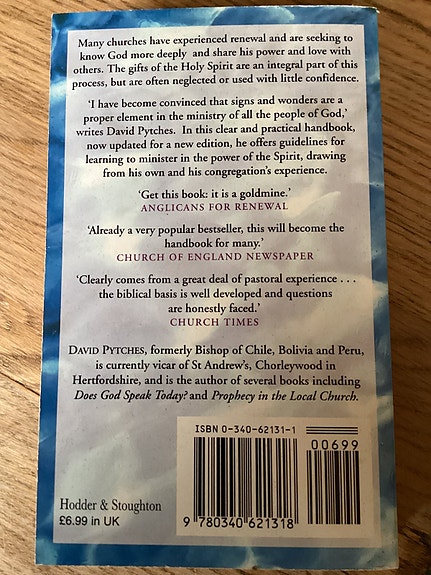 Many churches have experienced renewal and are seeking to
know God more deeply and share his power and love with
others. The gifts of the Holy Spirit are an integral part of this
process, but are often neglected or used with little confidence.
'I have become convinced that signs and wonders are a
proper element in the ministry of all the people of God,'
writes David Pytches. In this clear and practical handbook,
now updated for a new edition, he offers guidelines for
learning to minister in the power of the Spirit, drawing
from his own and his congregation's experience.
'Get this book: it is a goldmine.'
ANGLICANS FOR RENEWAL
'Already a very popular bestseller, this will become the
handbook for many.'
CHURCH OF ENGLAND NEWSPAPER
'Clearly comes from a great deal of pastoral experience . . .
the biblical basis is well developed and questions
are honestly faced.'
CHURCH TIMES
DAVID PYTCHES, formerly Bishop of Chile, Bolivia and Peru,
is currently vicar of St Andrew's, Chorleywood in
Hertfordshire, and is the author of several books including
Does God Speak Today? and Prophecy in the Local Church.
ISBN 0-340-62131-1
00699
9 780340 621318
Hodder & Stoughton
£6.99 in UK